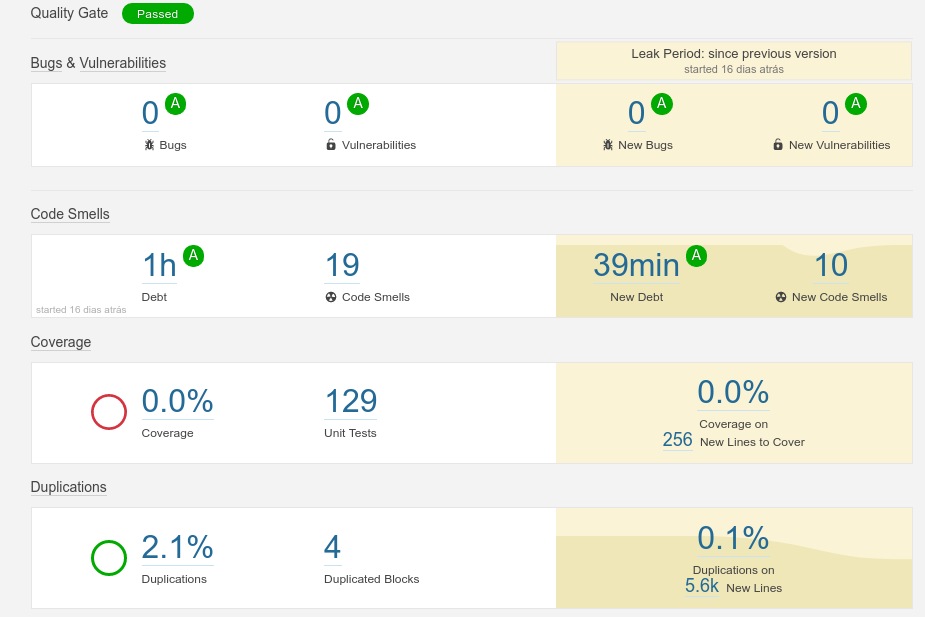 Quality Gate Passed
Bugs & Vulnerabilities
Leak Period: since previous version
started 16 dias atrás
0 A
Bugs
0 A
Vulnerabilities
0 A
New Bugs
0 A
New Vulnerabilities
Code Smells
1h A
Debt
19
Code Smells
started 16 dias atrás
39min A
New Debt
10
New Code Smells
Coverage
0.0%
Coverage
129
Unit Tests
0.0%
Coverage on
256 New Lines to Cover
Duplications
2.1%
Duplications
4
Duplicated Blocks
0.1%
Duplications on
5.6k New Lines